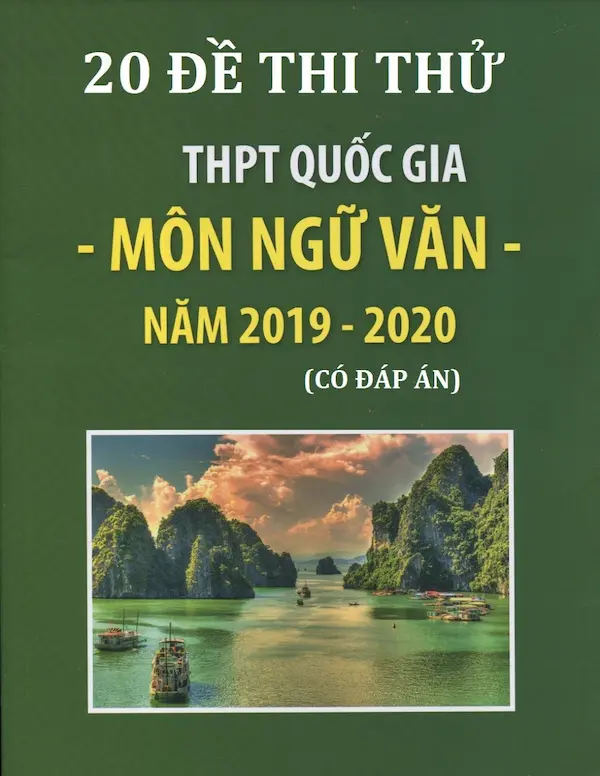 20 ĐỀ THI THỬ
THPT QUỐC GIA
- MÔN NGỮ VĂN -
NĂM 2019 - 2020
(CÓ ĐÁP ÁN)